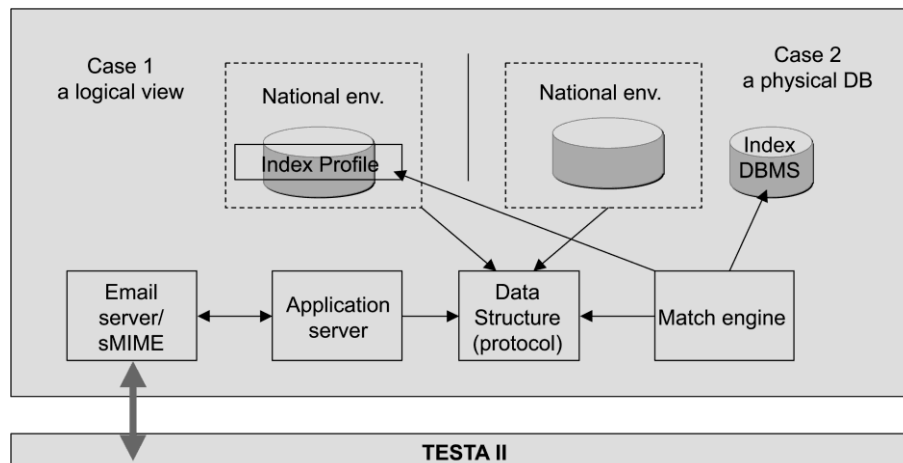 Case 1
a logical view
National env.
Index Profile
National env.
Case 2
a physical DB
Index
DBMS
Email
server/
sMIME
Application
server
Data
Structure
(protocol)
Match engine
TESTA II